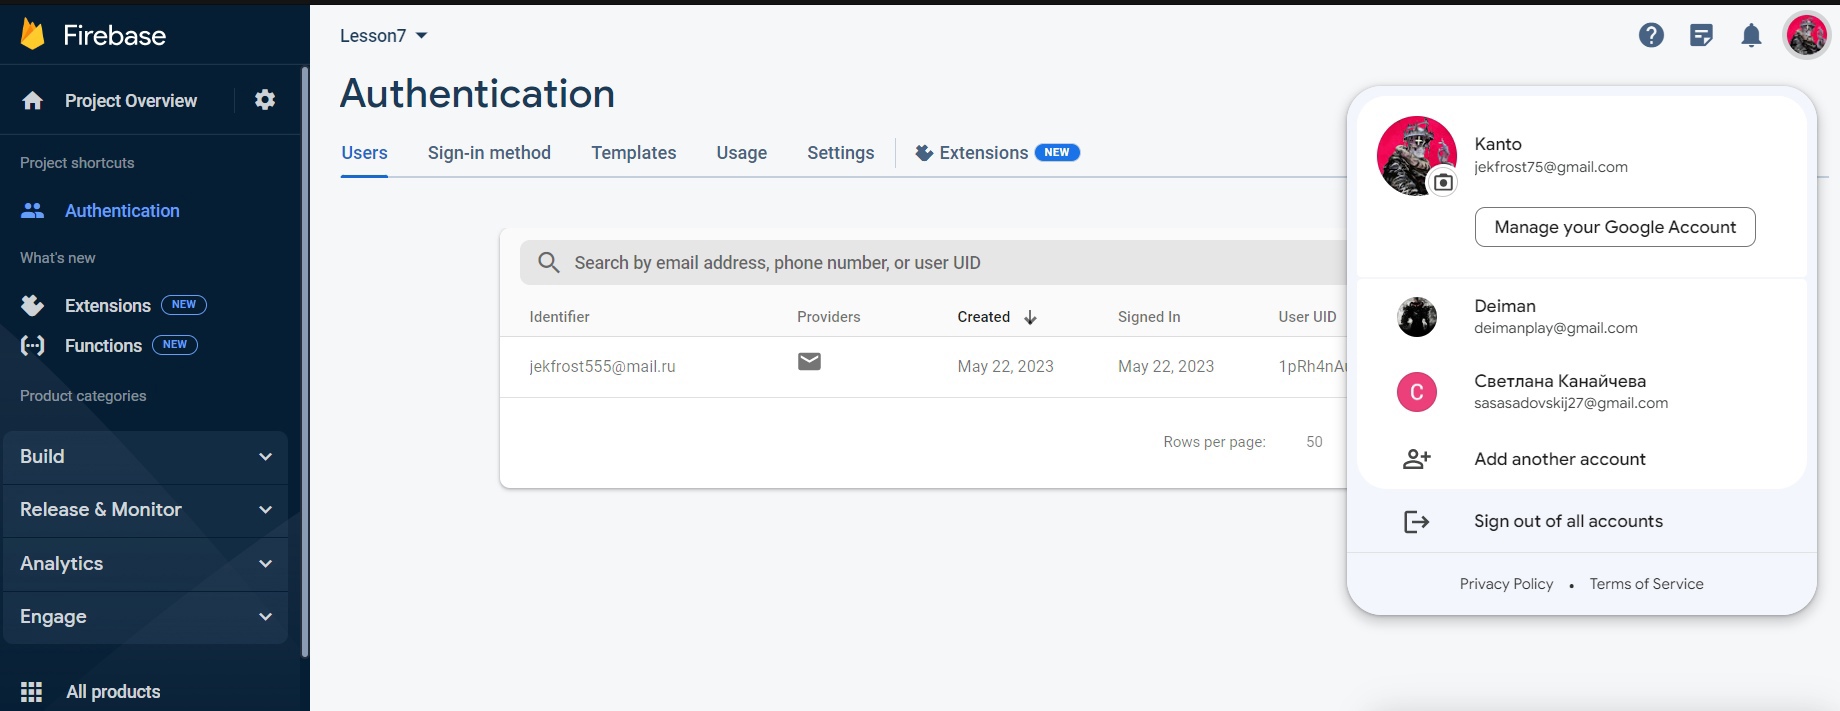 Firebase
Project Overview
Project shortcuts
Authentication
What's new
Extensions NEW
Functions NEW
Product categories
Build
Release & Monitor
Analytics
Engage
All products
Lesson7
Authentication
Users Sign-in method Templates Usage Settings Extensions NEW
Search by email address, phone number, or user UID
Identifier Providers Created Signed In User UID
jekfrost555@mail.ru May 22, 2023 May 22, 2023 1pRh4nA
Rows per page: 50
Kanto
jekfrost75@gmail.com
Manage your Google Account
Deiman
deimanplay@gmail.com
С
Светлана Канайчева
sasasadovskij27@gmail.com
Add another account
Sign out of all accounts
Privacy Policy • Terms of Service